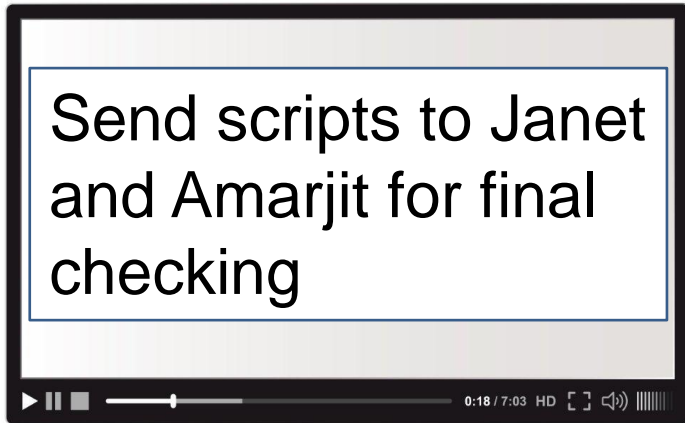 Send scripts to Janet
and Amarjit for final
checking
0:18 / 7:03 HD